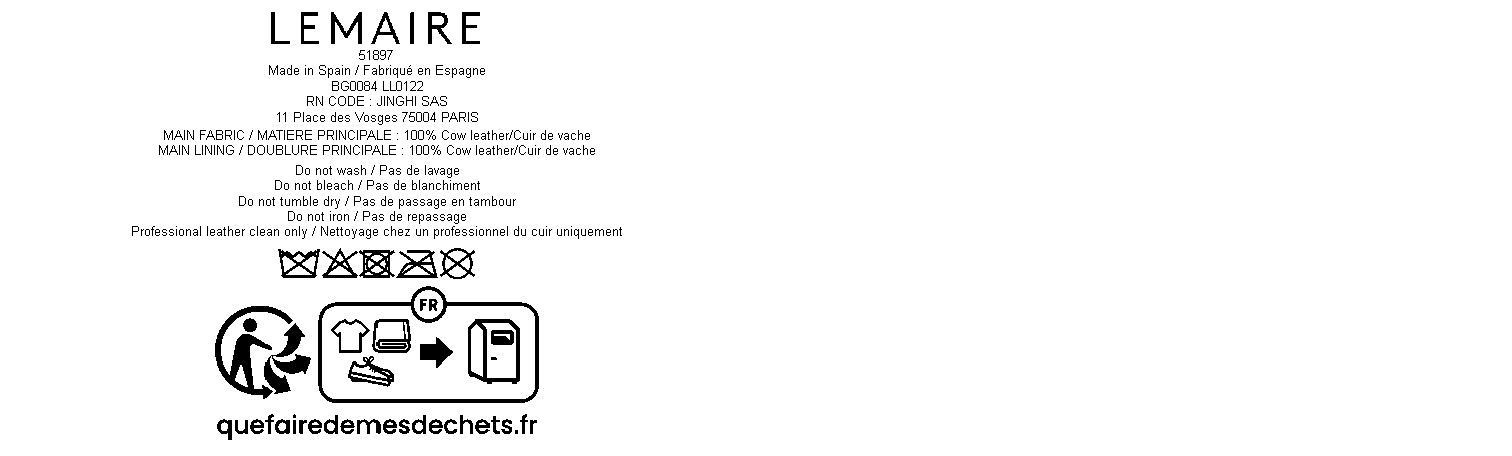 LEMAIRE
51897
Made in Spain / Fabriqué en Espagne
BG0084 LL0122
RN CODE : JINGHI SAS
11 Place des Vosges 75004 PARIS
MAIN FABRIC / MATIERE PRINCIPALE : 100% Cow leather/Cuir de vache
MAIN LINING / DOUBLURE PRINCIPALE : 100% Cow leather/Cuir de vache
Do not wash / Pas de lavage
Do not bleach / Pas de blanchiment
Do not tumble dry / Pas de passage en tambour
Do not iron / Pas de repassage
Professional leather clean only / Nettoyage chez un professionnel du cuir uniquement
FR
quefairedemesdechets.fr